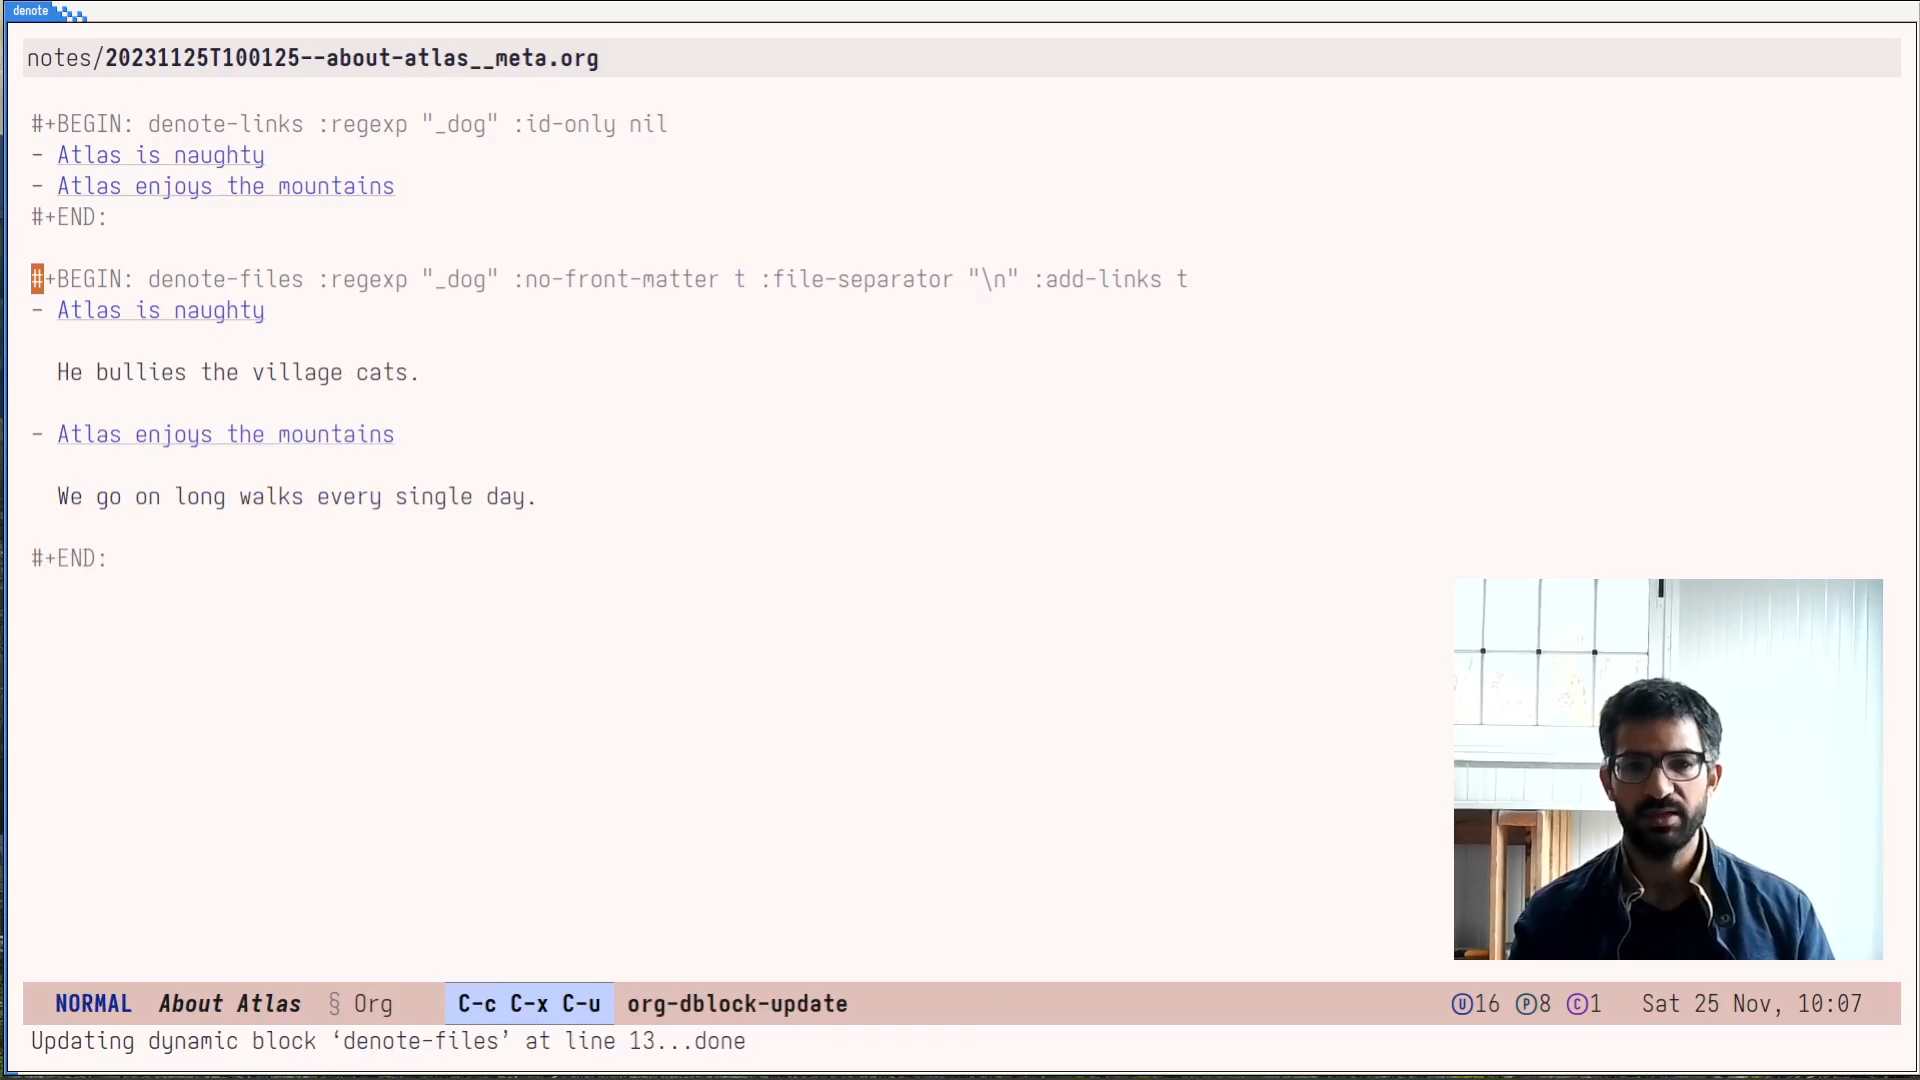 denote
notes/20231125T100125--about-atlas__meta.org
#+BEGIN: denote-links :regexp "_dog" :id-only nil
- Atlas is naughty
- Atlas enjoys the mountains
#+END:
#+BEGIN: denote-files :regexp "_dog" :no-front-matter t :file-separator "\n" :add-links t
- Atlas is naughty
He bullies the village cats.
- Atlas enjoys the mountains
We go on long walks every single day.
#+END:
NORMAL About Atlas § Org C-c C-x C-u org-dblock-update Ⓤ16 Ⓟ8 Ⓒ1 Sat 25 Nov, 10:07
Updating dynamic block ‘denote-files’ at line 13...done